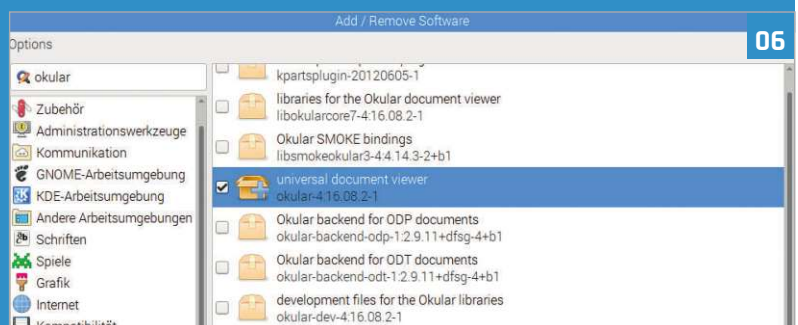 Add / Remove Software
06
Options
okular
Zubehör
Administrationswerkzeuge
Kommunikation
GNOME-Arbeitsumgebung
KDE-Arbeitsumgebung
Andere Arbeitsumgebungen
Schriften
Spiele
Grafik
Internet
Kompatibilität
kpartsplugin-20120605-1
libraries for the Okular document viewer
libokularcore7-4:16.08.2-1
Okular SMOKE bindings
libsmokeokular3-4:4.14.3-2+b1
universal document viewer
okular-4:16.08.2-1
Okular backend for ODP documents
okular-backend-odp-1:2.9.11+dfsg-4+b1
Okular backend for ODT documents
okular-backend-odt-1:2.9.11+dfsg-4+b1
development files for the Okular libraries
okular-dev-4:16.08.2-1